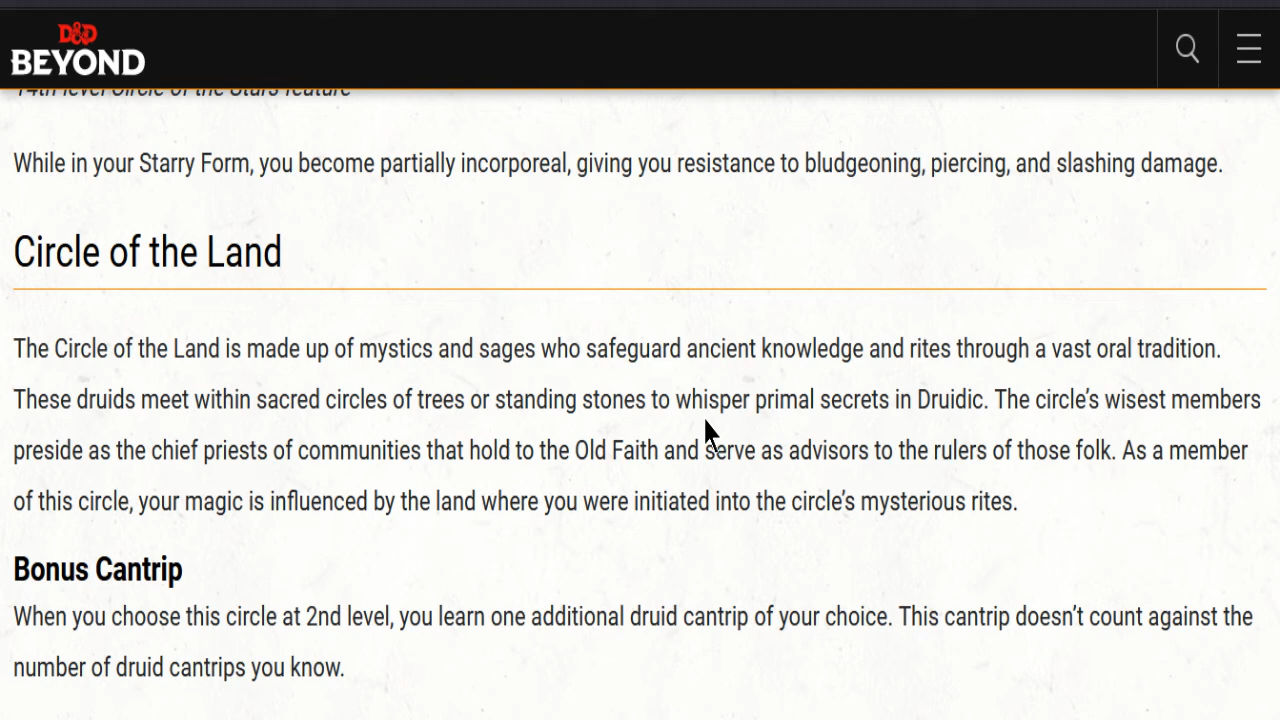 D&D
BEYOND
14th-level Circle of the Stars feature
While in your Starry Form, you become partially incorporeal, giving you resistance to bludgeoning, piercing, and slashing damage.
Circle of the Land
The Circle of the Land is made up of mystics and sages who safeguard ancient knowledge and rites through a vast oral tradition.
These druids meet within sacred circles of trees or standing stones to whisper primal secrets in Druidic. The circle’s wisest members
preside as the chief priests of communities that hold to the Old Faith and serve as advisors to the rulers of those folk. As a member
of this circle, your magic is influenced by the land where you were initiated into the circle’s mysterious rites.
Bonus Cantrip
When you choose this circle at 2nd level, you learn one additional druid cantrip of your choice. This cantrip doesn’t count against the
number of druid cantrips you know.